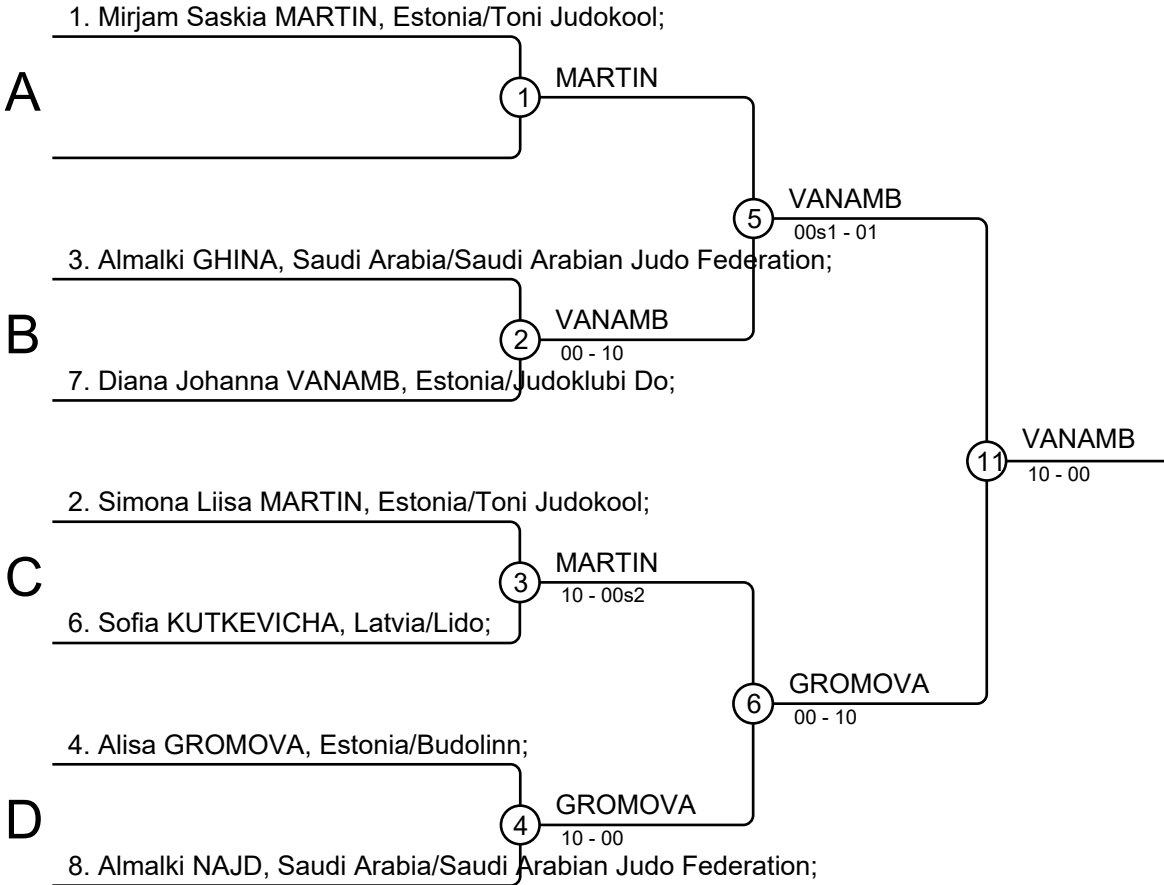 1. Mirjam Saskia MARTIN, Estonia/Toni Judokool;
A
1
MARTIN
5
VANAMB
00s1 - 01
3. Almalki GHINA, Saudi Arabia/Saudi Arabian Judo Federation;
B
2
VANAMB
00 - 10
7. Diana Johanna VANAMB, Estonia/Judoklubi Do;
11
VANAMB
10 - 00
2. Simona Liisa MARTIN, Estonia/Toni Judokool;
C
3
MARTIN
10 - 00s2
6. Sofia KUTKEVICHA, Latvia/Lido;
6
GROMOVA
00 - 10
4. Alisa GROMOVA, Estonia/Budolinn;
D
4
GROMOVA
10 - 00
8. Almalki NAJD, Saudi Arabia/Saudi Arabian Judo Federation;